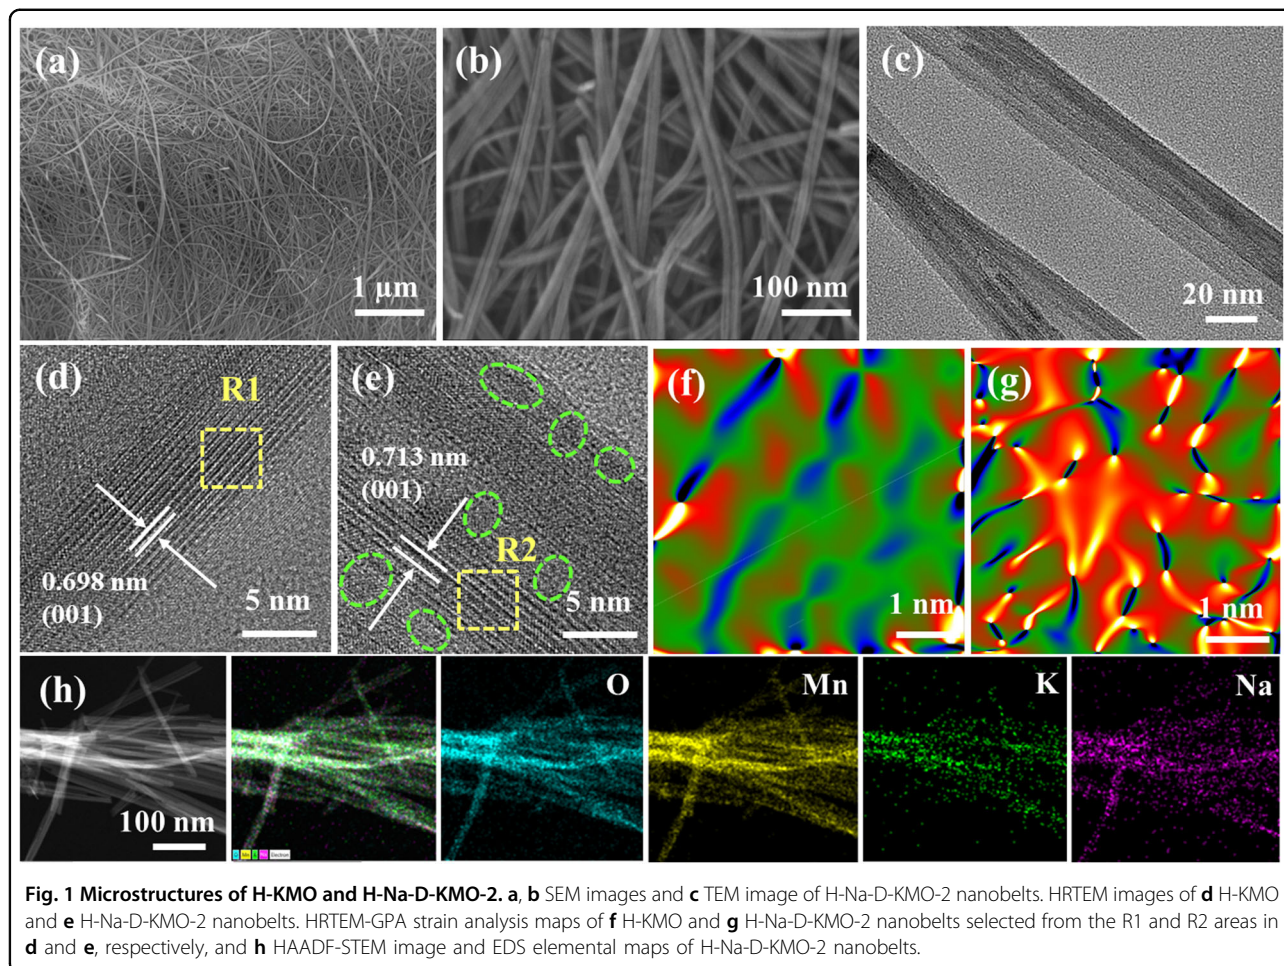 (a)
1 μm
(b)
100 nm
(c)
20 nm
(d)
R1
0.698 nm
(001)
5 nm
(e)
0.713 nm
(001)
R2
5 nm
(f)
1 nm
(g)
1 nm
(h)
100 nm
O
Mn
K
Na
Fig. 1 Microstructures of H-KMO and H-Na-D-KMO-2. a, b SEM images and c TEM image of H-Na-D-KMO-2 nanobelts. HRTEM images of d H-KMO
and e H-Na-D-KMO-2 nanobelts. HRTEM-GPA strain analysis maps of f H-KMO and g H-Na-D-KMO-2 nanobelts selected from the R1 and R2 areas in
d and e, respectively, and h HAADF-STEM image and EDS elemental maps of H-Na-D-KMO-2 nanobelts.